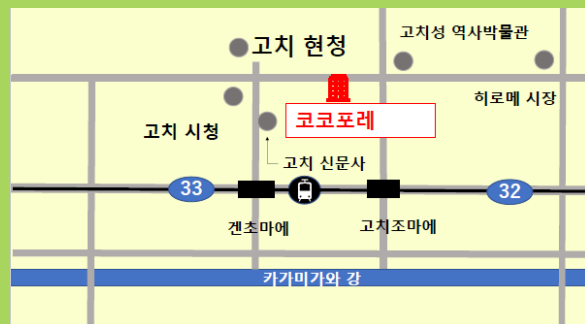 고치성 역사박물관
고치 현청
히로메 시장
코코포레
고치 시청
고치 신문사
33
32
겐초마에
고치조마에
카가미가와 강